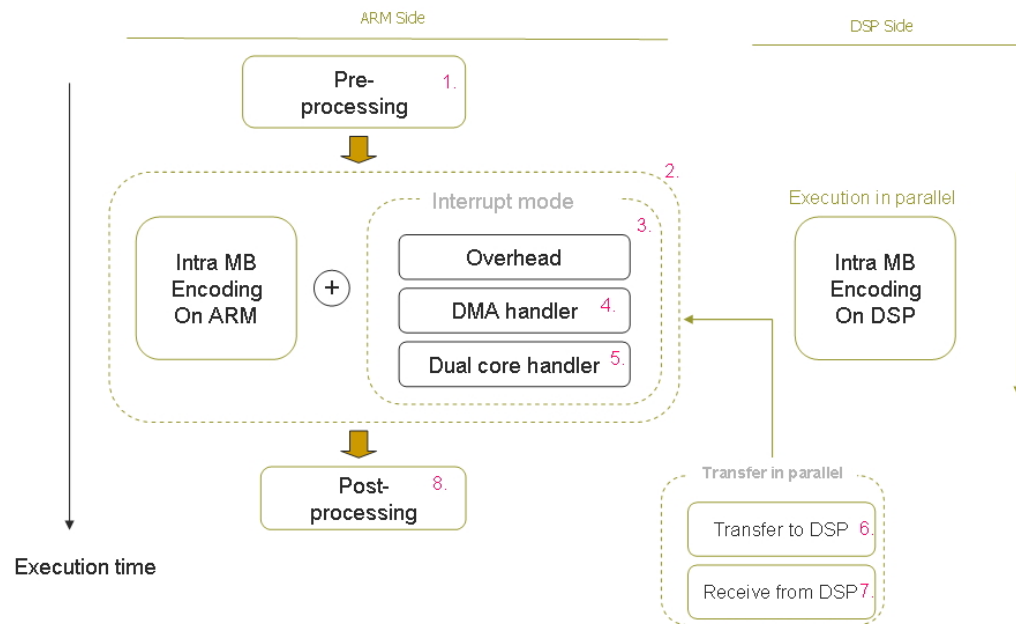 ARM Side
DSP Side
Pre-
processing
1.
2.
Interrupt mode
3.
Execution in parallel
Intra MB
Encoding
On ARM
+
Overhead
DMA handler
4.
Dual core handler
5.
Intra MB
Encoding
On DSP
Post-
processing
8.
Transfer in parallel
Transfer to DSP
6.
Receive from DSP
7.
Execution time